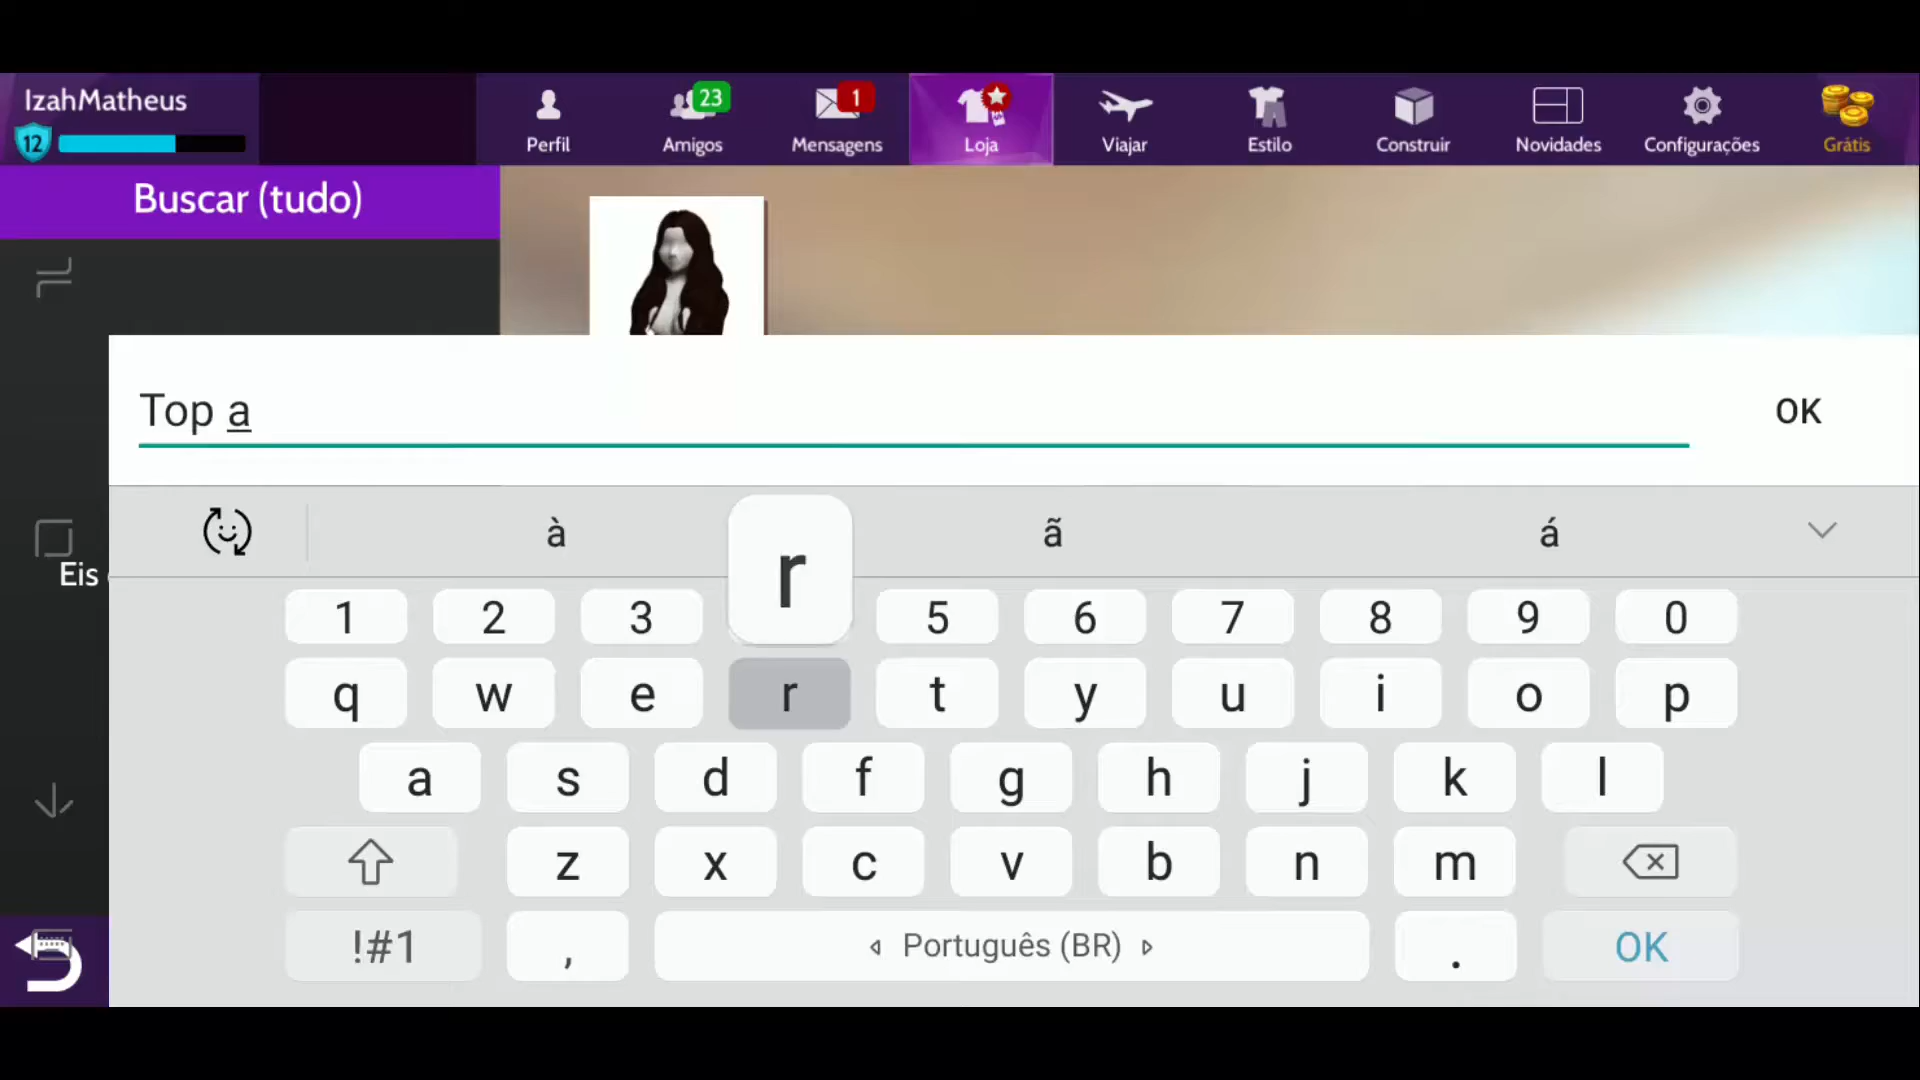 IzahMatheus
12
Perfil
23
Amigos
1
Mensagens
Loja
Viajar
Estilo
Construir
Novidades
Configurações
Grátis
Buscar (tudo)
Top a
OK
à ã á
r
1 2 3 5 6 7 8 9 0
Eis
q w e r t y u i o p
a s d f g h j k l
z x c v b n m
!#1 , Português (BR) . OK